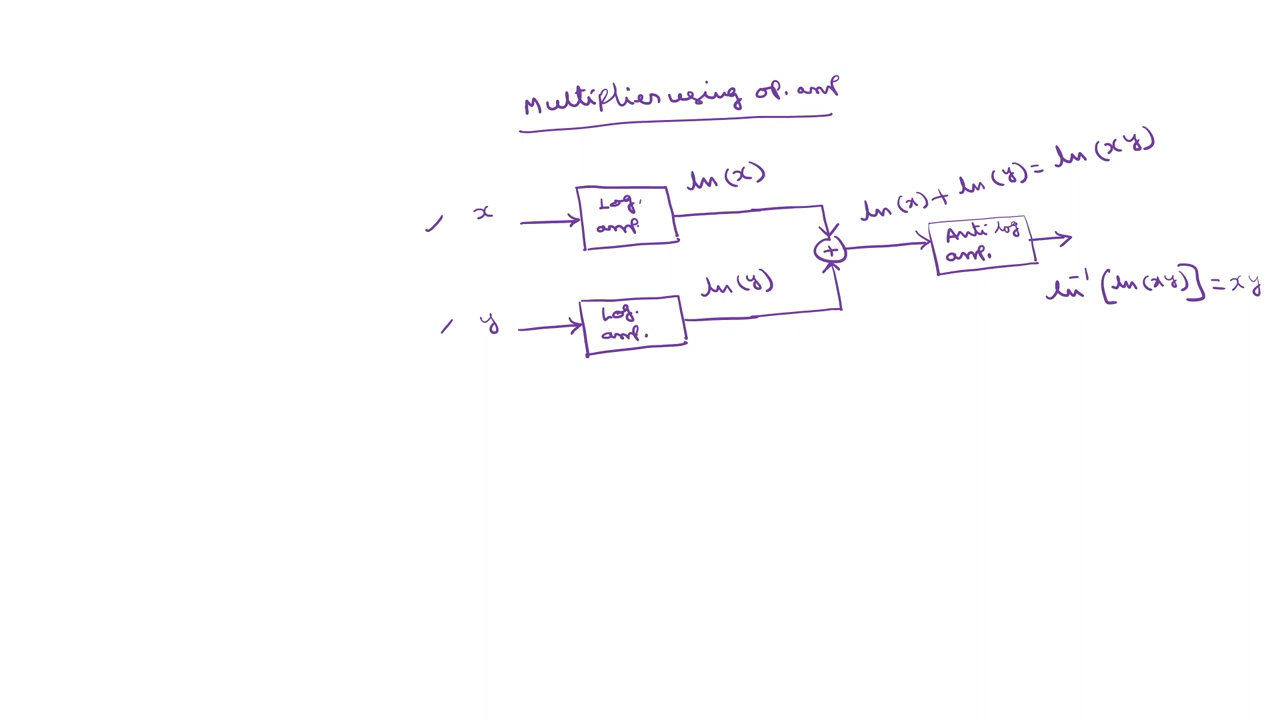 Multiplier using op. amp
ln(x)
ln(x) + ln(y) = ln(xy)
x
Log.
amp.
+
Anti log
amp.
ln⁻¹[ln(xy)] = xy
ln(y)
y
Log.
amp.